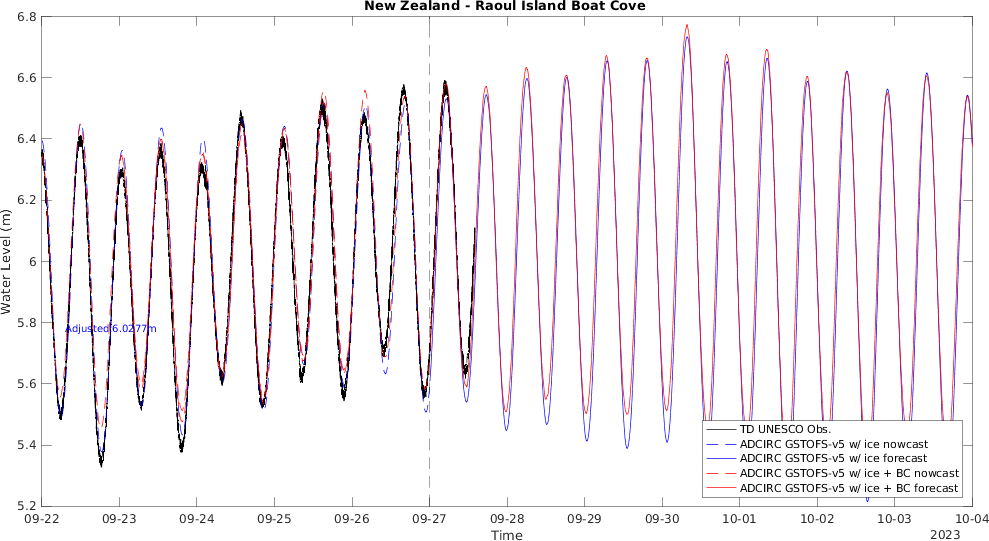 New Zealand - Raoul Island Boat Cove
6.8
6.6
6.4
6.2
6
5.8
5.6
5.4
5.2
Water Level (m)
Adjusted 6.0277m
TD UNESCO Obs.
ADCIRC GSTOFS-v5 w/ ice nowcast
ADCIRC GSTOFS-v5 w/ ice forecast
ADCIRC GSTOFS-v5 w/ ice + BC nowcast
ADCIRC GSTOFS-v5 w/ ice + BC forecast
09-22 09-23 09-24 09-25 09-26 09-27 09-28 09-29 09-30 10-01 10-02 10-03 10-04
Time
2023